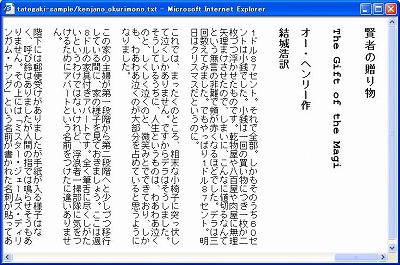 tategaki-sample/kenjano_okurimono.txt - Microsoft Internet Explorer
賢者の贈り物
The Gift of the Magi
オー・ヘンリー作
結城浩訳
1ドル87セント。それで全部。しかもそのうち60セ
ントは小銭です。小銭は一回の買い物につき一枚か二
枚づつ浮かせたものです。乾物屋や八百屋や肉屋に無理
矢理まけさせたので、しまいに、こんなに値切るなんて
という無言の非難で頬が赤くなるほどでした。デラは三
回数えてみました。でもやっぱり1ドル87セント。明
日はクリスマスだというのに。
これでは、まったくのところ、粗末な小椅子に突っ伏し
て泣くしかありません。ですからデラはそうしました。
そうしているうちに、人生というものは、わあわあ泣く
のと、しくしく泣くのと、微笑みとでできており、しか
も、わあわあ泣くのが大部分を占めていると思うように
なりました。
この家の主婦が第一段階から第二段階へと少しづつ移行
している間に、家の様子を見ておきましょう。ここは週
8ドルの家具付きアパートです。全く筆舌に尽くしがた
いというわけではないけれど、浮浪者一掃部隊に気をつ
けるためにアパートという名前をつけたに違いありませ
ん。
階下には郵便受けがありましたが手紙が入る様子はな
く、呼び鈴はありましたが人間の指では鳴らせそうもあ
りません。その上には「ミスター・ジェームズ・ディリ
ンガム・ヤング」という名前が書かれた名刺が貼ってあ